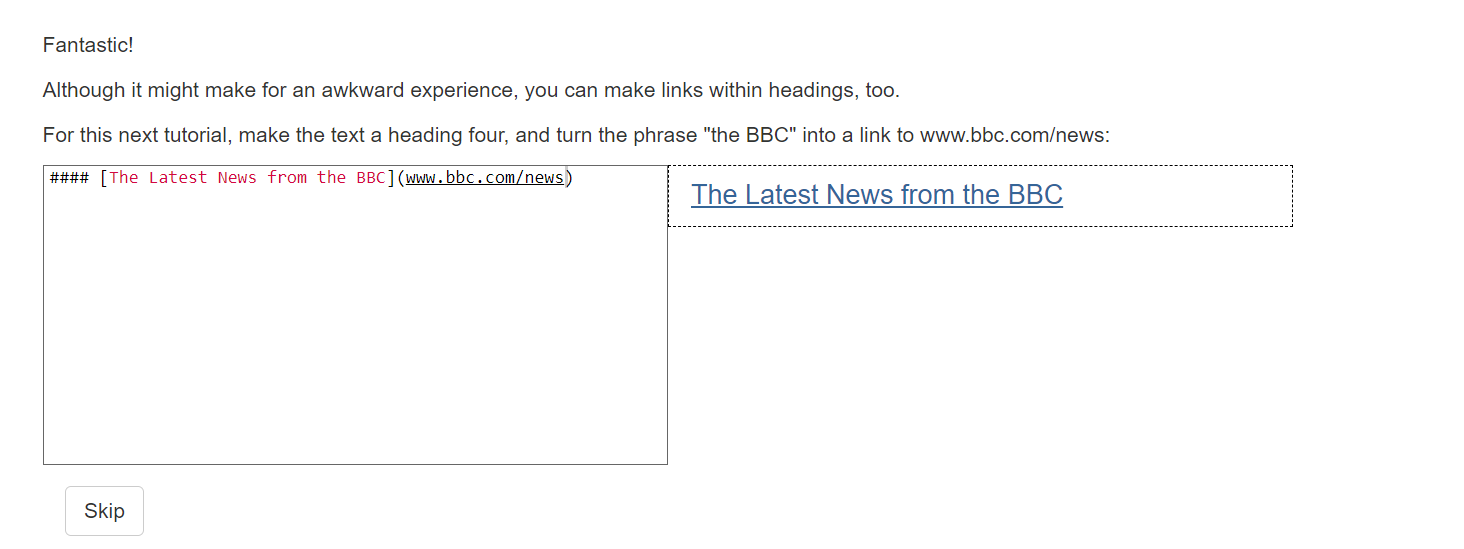 Fantastic!
Although it might make for an awkward experience, you can make links within headings, too.
For this next tutorial, make the text a heading four, and turn the phrase "the BBC" into a link to www.bbc.com/news:
#### [The Latest News from the BBC](www.bbc.com/news)
The Latest News from the BBC
Skip